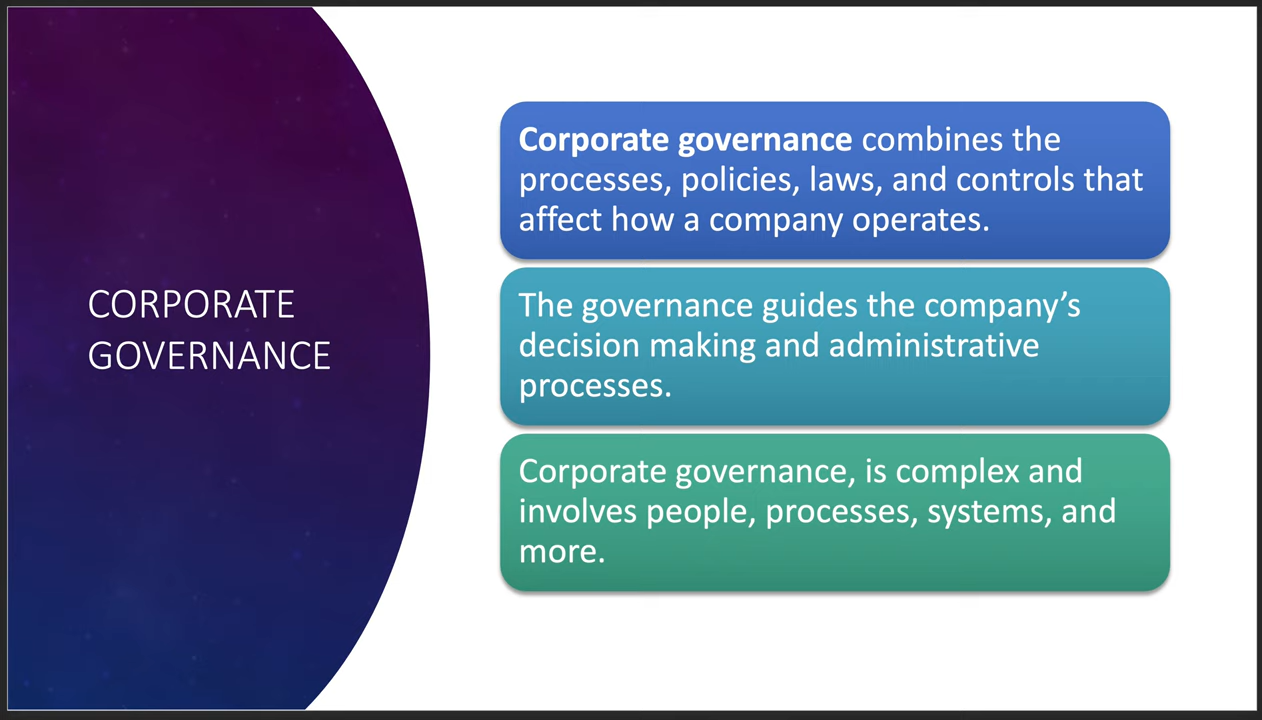 CORPORATE
GOVERNANCE
Corporate governance combines the
processes, policies, laws, and controls that
affect how a company operates.
The governance guides the company’s
decision making and administrative
processes.
Corporate governance, is complex and
involves people, processes, systems, and
more.